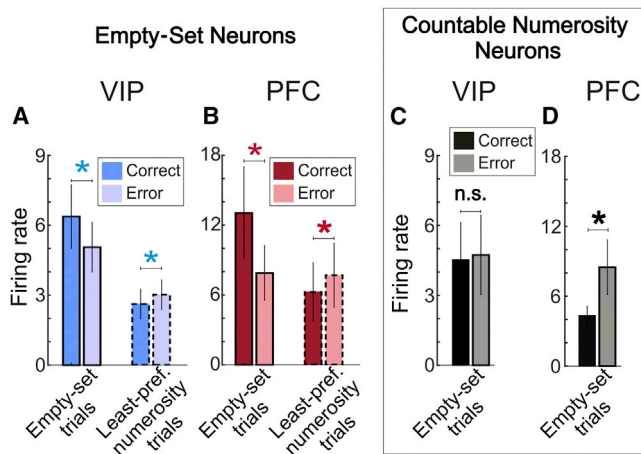 Empty-Set Neurons
Countable Numerosity
Neurons
VIP
PFC
VIP
PFC
A
B
C
D
Correct
Error
Correct
Error
Correct
Error
Firing rate
9
6
3
0
*
*
Empty-set
trials
Least-pref.
numerosity
trials
18
12
6
0
*
*
Empty-set
trials
Least-pref.
numerosity
trials
Firing rate
9
6
3
0
n.s.
Empty-set
trials
18
12
6
0
*
Empty-set
trials